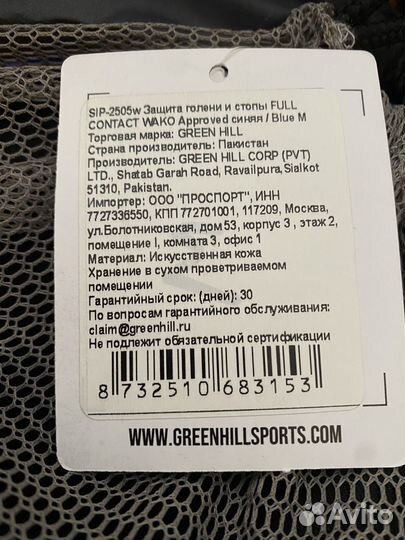 SIP-2505w Защита голени и стопы FULL
CONTACT WAKO Approved синяя / Blue M
Торговая марка: GREEN HILL
Страна производитель: Пакистан
Производитель: GREEN HILL CORP (PVT)
LTD., Shatab Garah Road, Ravailpura,Sialkot
51310, Pakistan.
Импортер: ООО "ПРОСПОРТ", ИНН
7727336550, КПП 772701001, 117209, Москва,
ул.Болотниковская, дом 53, корпус 3 , этаж 2,
помещение I, комната 3, офис 1
Материал: Искусственная кожа
Хранение в сухом проветриваемом
помещении
Гарантийный срок: (дней): 30
По вопросам гарантийного обслуживания
claim@greenhill.ru
Не подлежит обязательной сертификации
8 732510 683153
WWW.GREENHILLSPORTS.COM
Avito